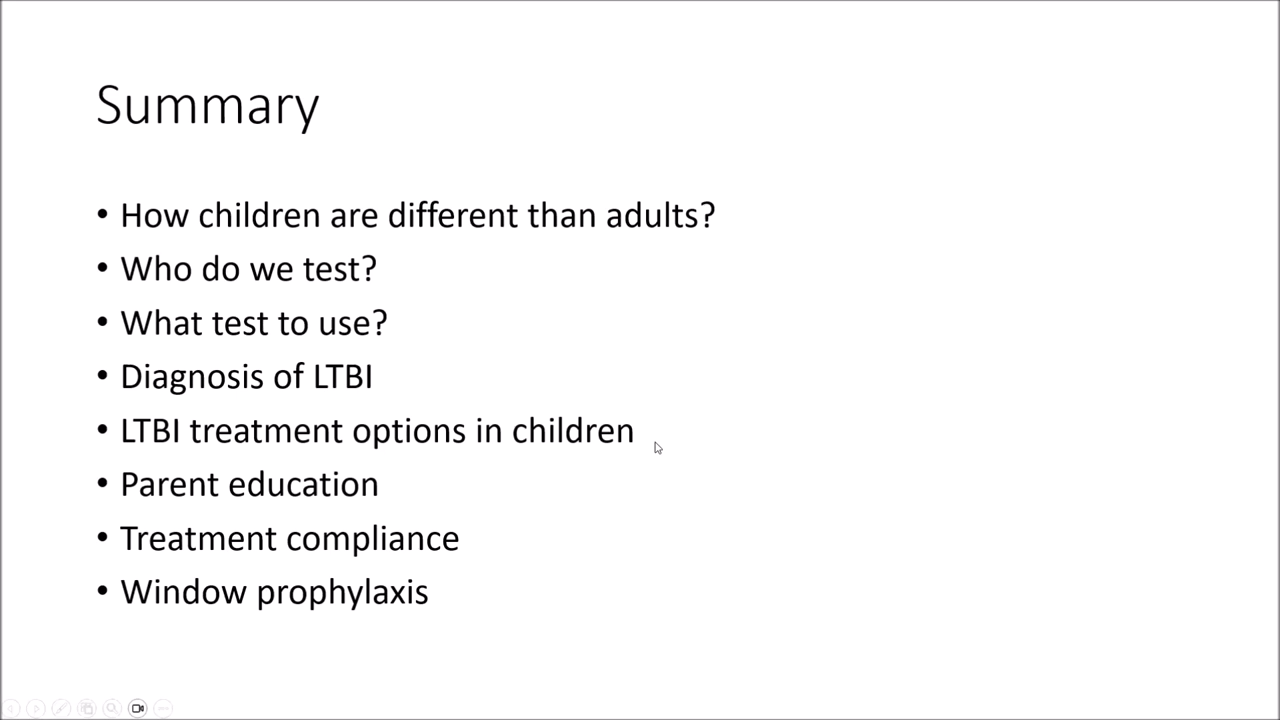 Summary
• How children are different than adults?
• Who do we test?
• What test to use?
• Diagnosis of LTBI
• LTBI treatment options in children
• Parent education
• Treatment compliance
• Window prophylaxis